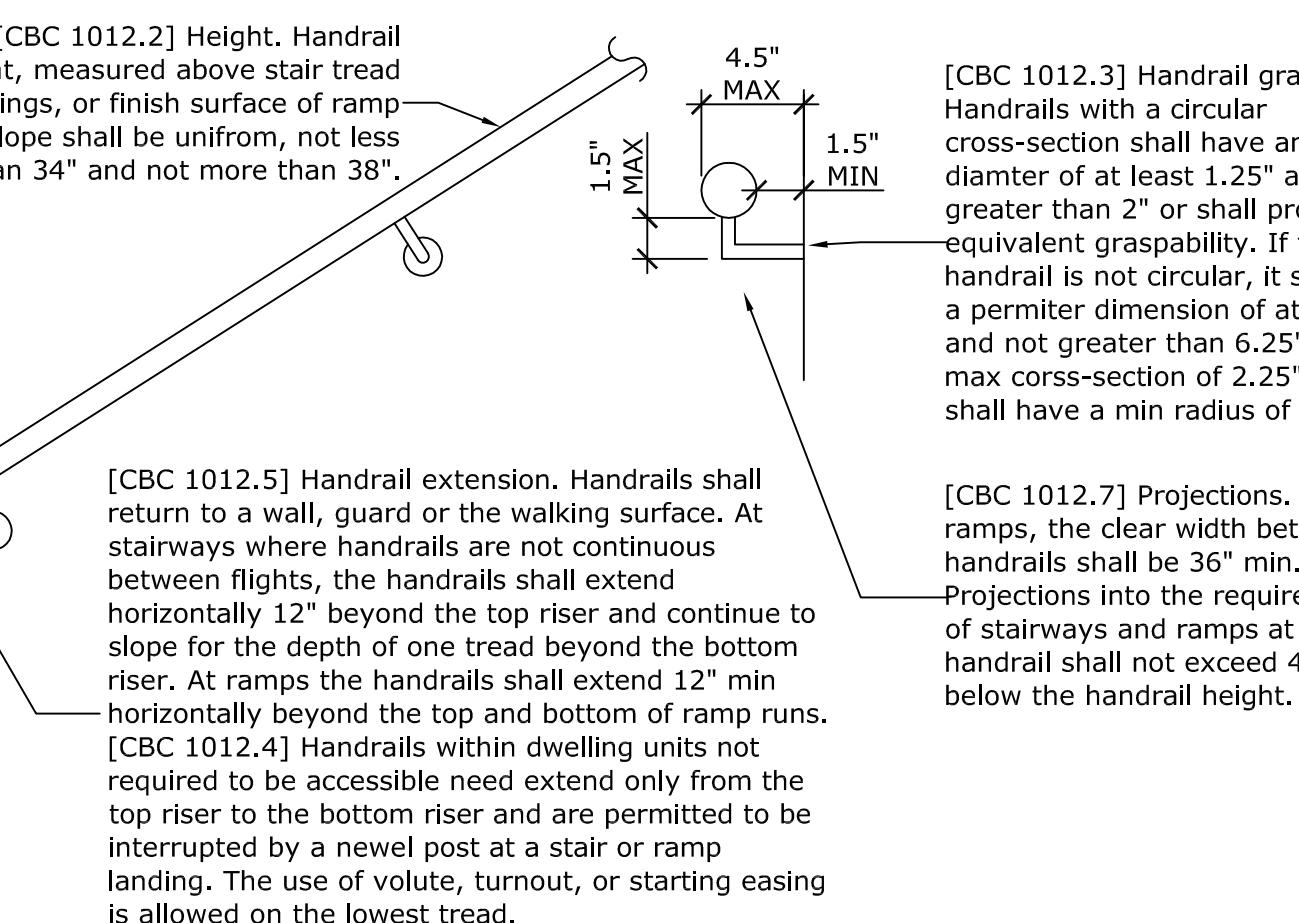 [CBC 1012.2] Height. Handrail
measured above stair tread
or finish surface of ramp
shall be unifrom, not less
34" and not more than 38".
4.5"
MAX
1.5"
MAX
1.5"
MIN
[CBC 1012.3] Handrail
Handrails with a circular
cross-section shall have an
diamter of at least 1.25"
greater than 2" or shall
equivalent graspability. If
handrail is not circular, it
a permiter dimension of at
and not greater than 6.25"
max corss-section of 2.25"
shall have a min radius of
[CBC 1012.5] Handrail extension. Handrails shall
return to a wall, guard or the walking surface. At
stairways where handrails are not continuous
between flights, the handrails shall extend
horizontally 12" beyond the top riser and continue to
slope for the depth of one tread beyond the bottom
riser. At ramps the handrails shall extend 12" min
horizontally beyond the top and bottom of ramp runs.
[CBC 1012.4] Handrails within dwelling units not
required to be accessible need extend only from the
top riser to the bottom riser and are permitted to be
interrupted by a newel post at a stair or ramp
landing. The use of volute, turnout, or starting easing
is allowed on the lowest tread.
[CBC 1012.7] Projections.
ramps, the clear width
handrails shall be 36" min.
Projections into the
of stairways and ramps at
handrail shall not exceed
below the handrail height.